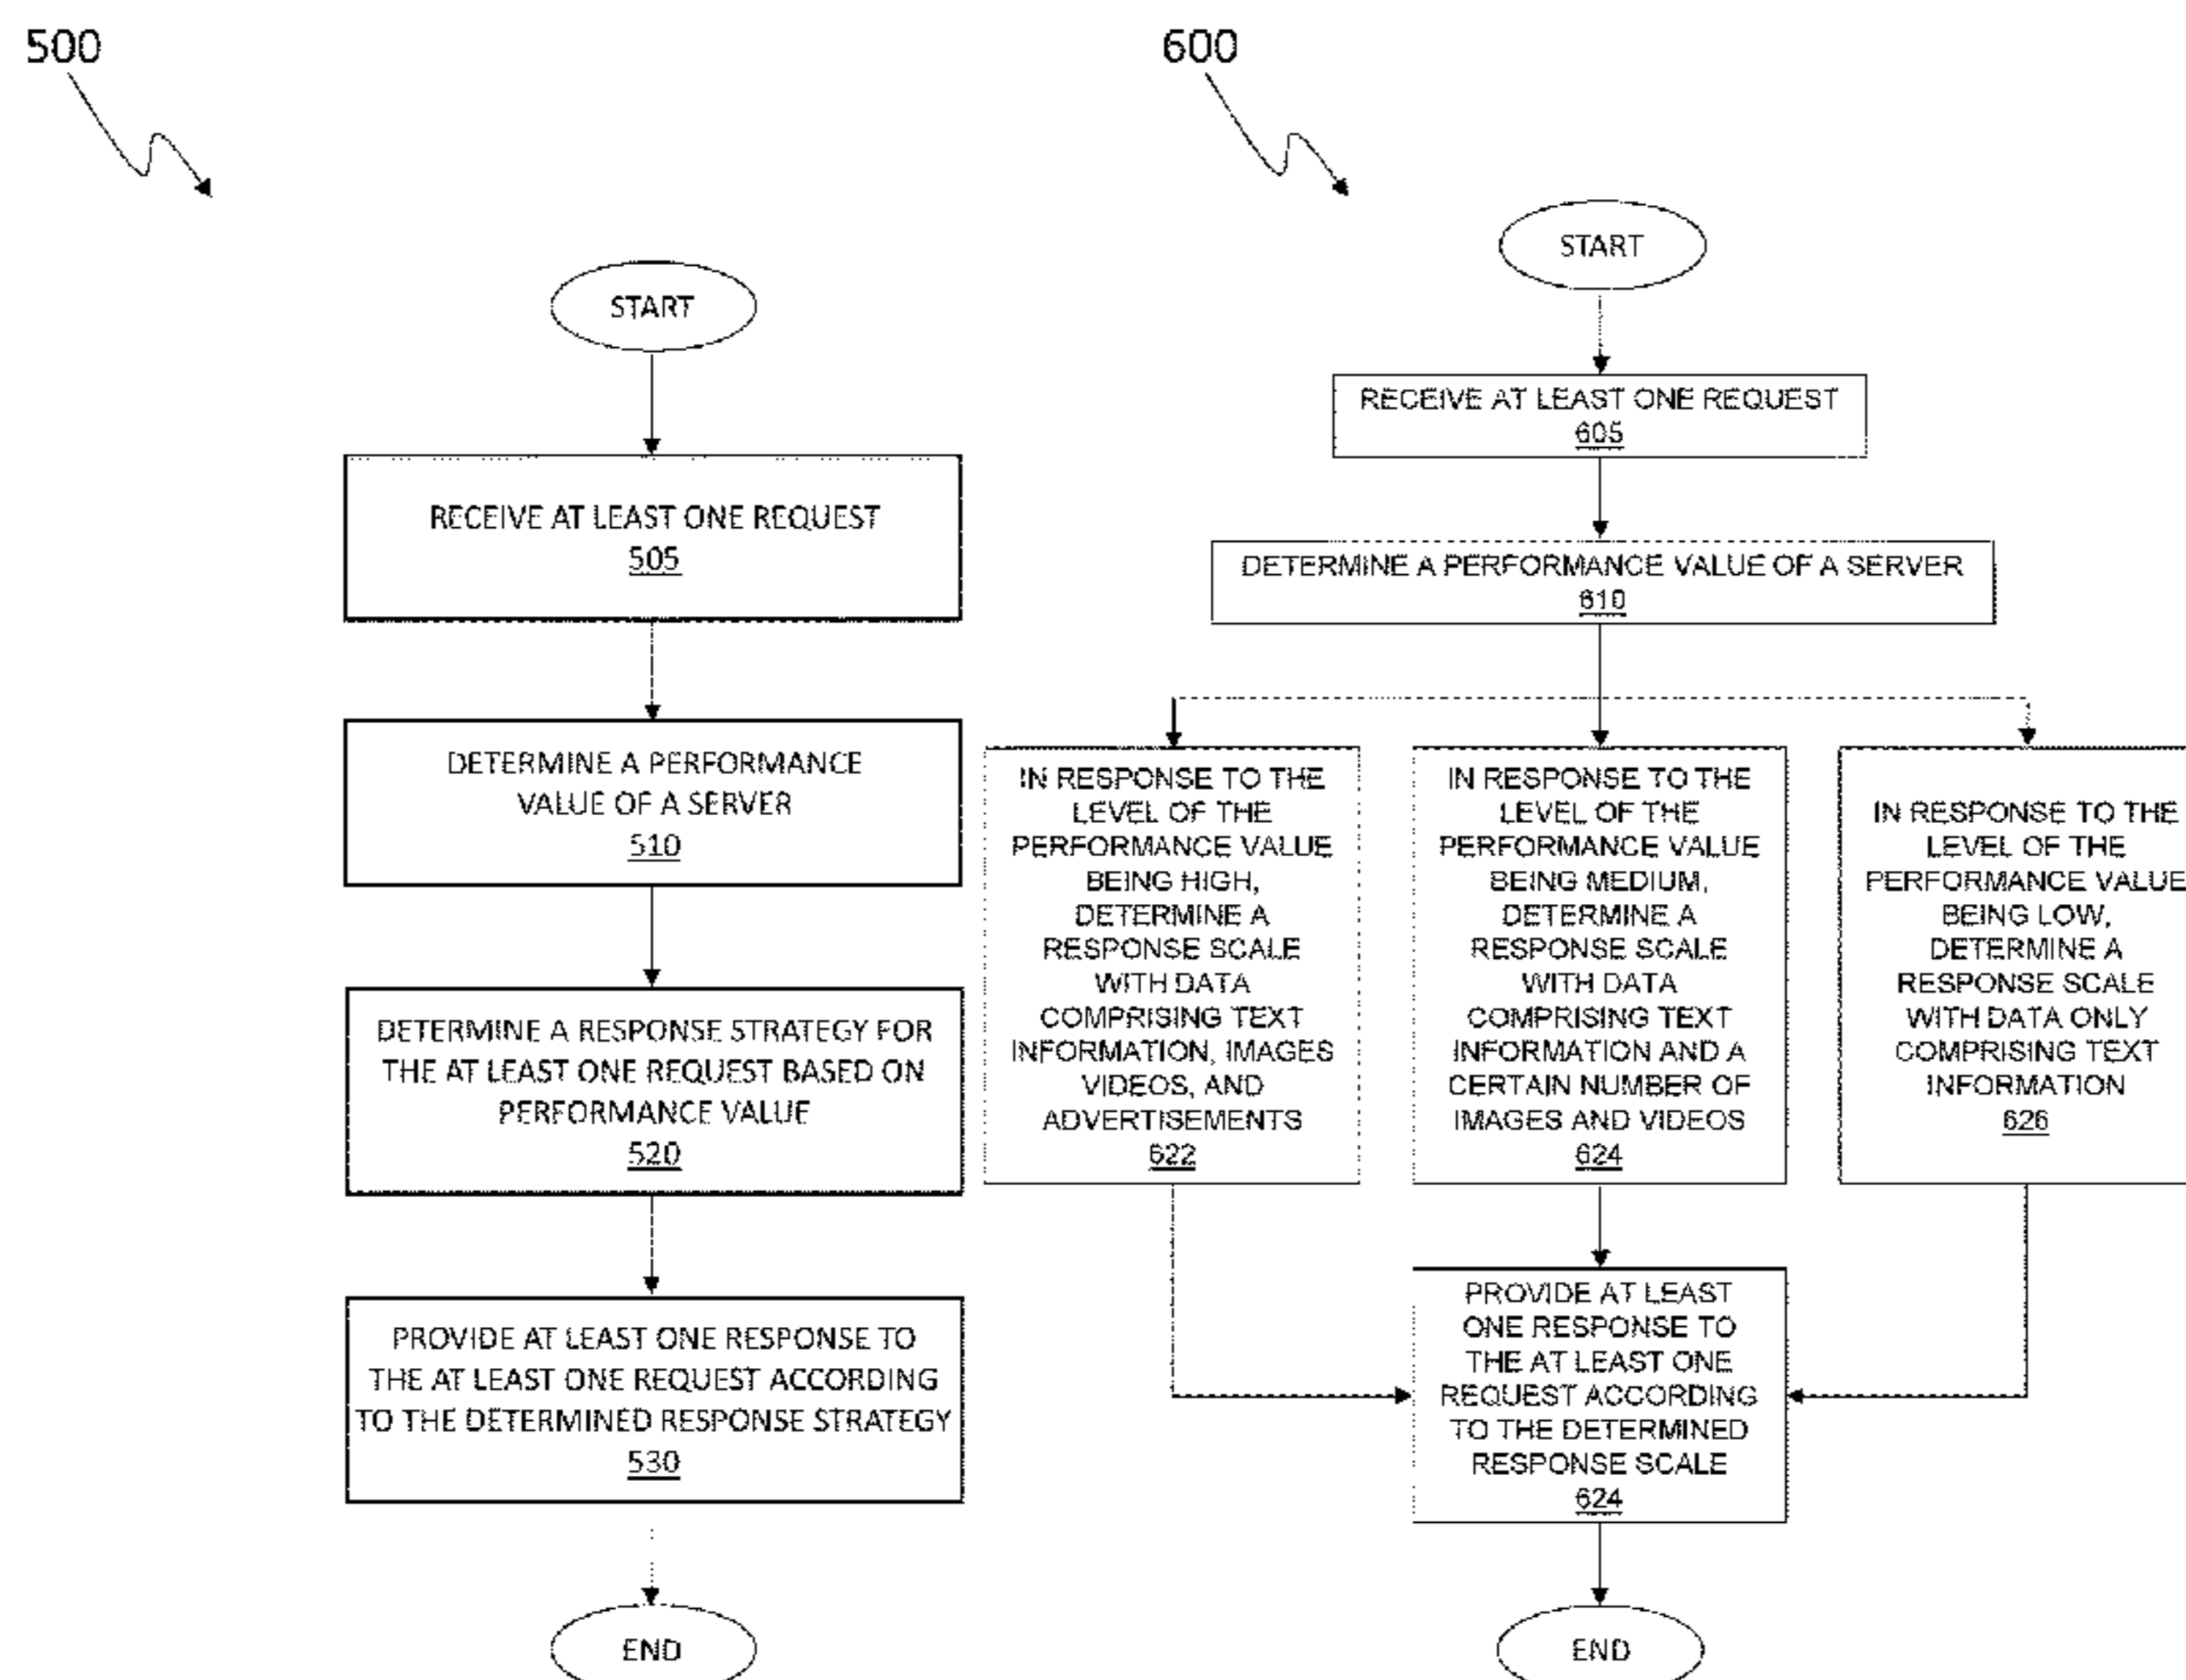 500
START
RECEIVE AT LEAST ONE REQUEST
505
DETERMINE A PERFORMANCE
VALUE OF A SERVER
510
DETERMINE A RESPONSE STRATEGY FOR
THE AT LEAST ONE REQUEST BASED ON
PERFORMANCE VALUE
520
PROVIDE AT LEAST ONE RESPONSE TO
THE AT LEAST ONE REQUEST ACCORDING
TO THE DETERMINED RESPONSE STRATEGY
530
END
600
START
RECEIVE AT LEAST ONE REQUEST
605
DETERMINE A PERFORMANCE VALUE OF A SERVER
610
IN RESPONSE TO THE
LEVEL OF THE
PERFORMANCE VALUE
BEING HIGH,
DETERMINE A
RESPONSE SCALE
WITH DATA
COMPRISING TEXT
INFORMATION, IMAGES
VIDEOS, AND
ADVERTISEMENTS
622
IN RESPONSE TO THE
LEVEL OF THE
PERFORMANCE VALUE
BEING MEDIUM,
DETERMINE A
RESPONSE SCALE
WITH DATA
COMPRISING TEXT
INFORMATION AND A
CERTAIN NUMBER OF
IMAGES AND VIDEOS
624
IN RESPONSE TO THE
LEVEL OF THE
PERFORMANCE VALUE
BEING LOW,
DETERMINE A
RESPONSE SCALE
WITH DATA ONLY
COMPRISING TEXT
INFORMATION
626
PROVIDE AT LEAST
ONE RESPONSE TO
THE AT LEAST ONE
REQUEST ACCORDING
TO THE DETERMINED
RESPONSE SCALE
624
END